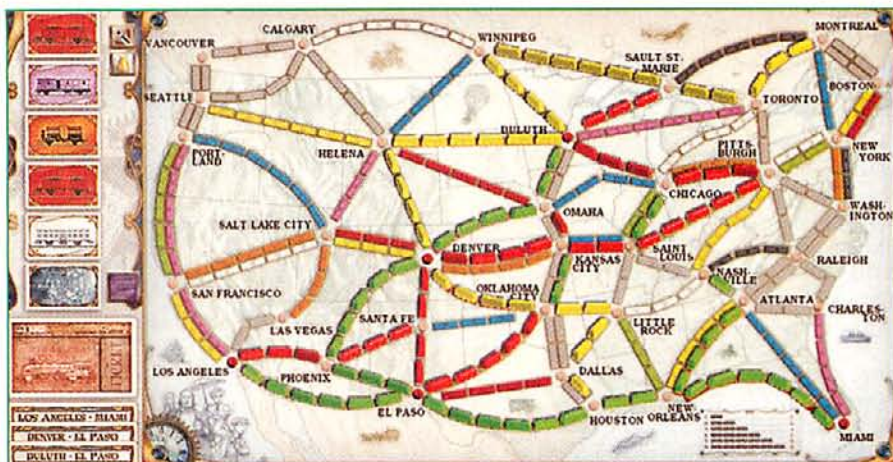 VANCOUVER
CALGARY
WINNIPEG
SAULT ST.
MARIE
MONTREAL
SEATTLE
DULUTH
TORONTO
BOSTON
PORT-
LAND
HELENA
PITTS-
BURGH
NEW
YORK
CHICAGO
OMAHA
WASH-
INGTON
SALT LAKE CITY
DENVER
KANSAS
CITY
SAINT
LOUIS
RALEIGH
SAN FRANCISCO
OKLAHOMA
CITY
NASH-
VILLE
ATLANTA
LAS VEGAS
SANTA FE
LITTLE
ROCK
CHARLES-
TON
LOS ANGELES
PHOENIX
DALLAS
EL PASO
HOUSTON
NEW-
ORLEANS
MIAMI
TICKET
LOS ANGELES - MIAMI
DENVER - EL PASO
DULUTH - EL PASO